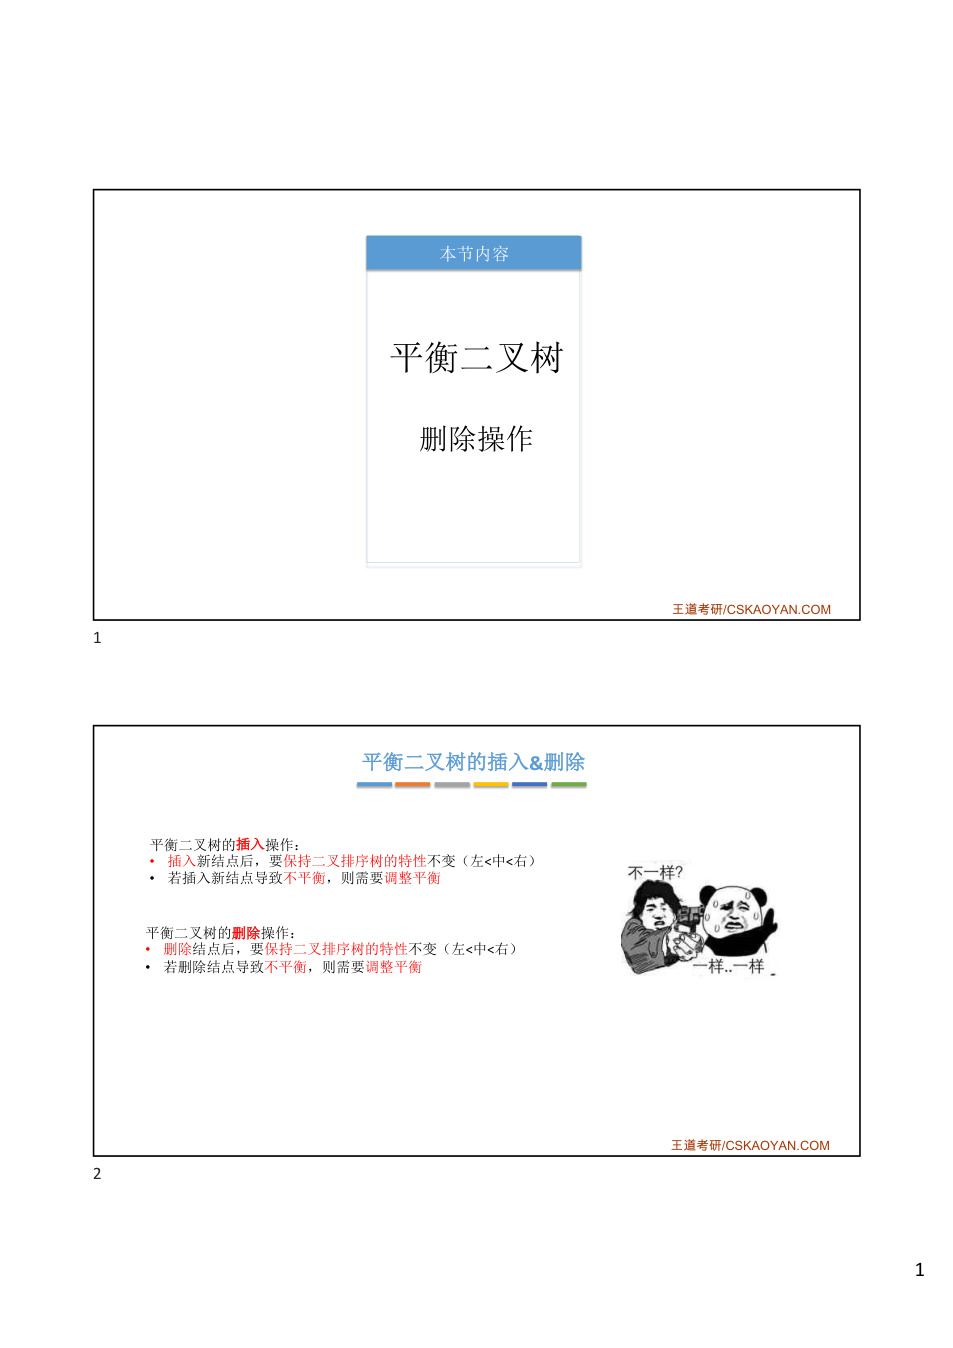 本节内容
平衡二叉树
删除操作
王道考研/CSKAOYAN.COM
1
平衡二叉树的插入&删除
平衡二叉树的插入操作：
• 插入新结点后，要保持二叉排序树的特性不变（左<中<右）
• 若插入新结点导致不平衡，则需要调整平衡
平衡二叉树的删除操作：
• 删除结点后，要保持二叉排序树的特性不变（左<中<右）
• 若删除结点导致不平衡，则需要调整平衡
不一样?
一样..一样
王道考研/CSKAOYAN.COM
2
1